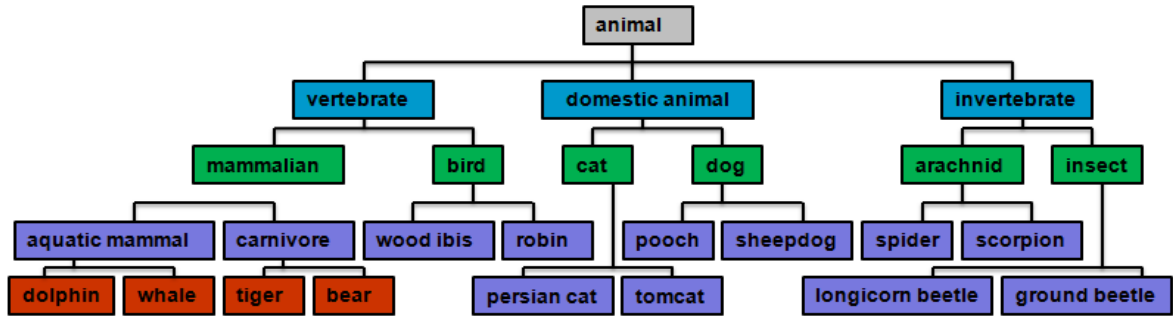 animal
vertebrate
domestic animal
invertebrate
mammalian
bird
cat
dog
arachnid
insect
aquatic mammal
carnivore
wood ibis
robin
pooch
sheepdog
spider
scorpion
dolphin
whale
tiger
bear
persian cat
tomcat
longicorn beetle
ground beetle